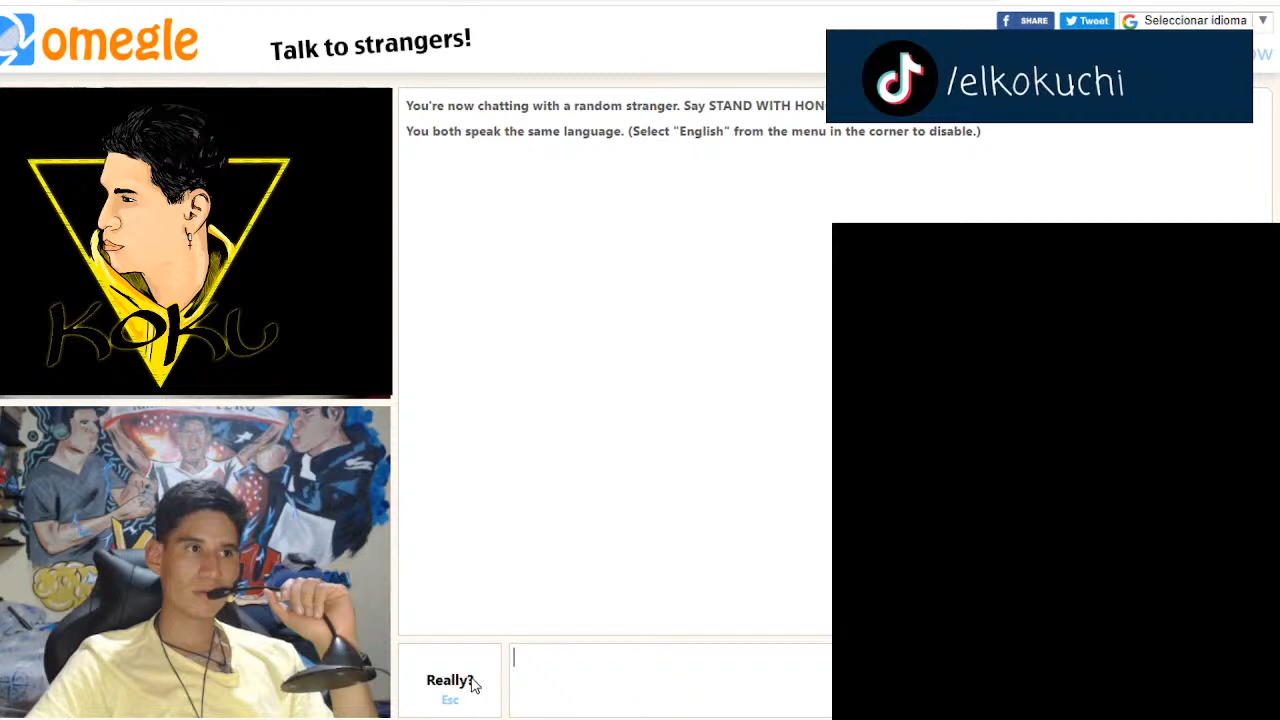 omegle
Talk to strangers!
SHARE
Tweet
Seleccionar idioma
/elkokuchi
You're now chatting with a random stranger. Say STAND WITH HON
You both speak the same language. (Select "English" from the menu in the corner to disable.)
KOKU
Really?
Esc